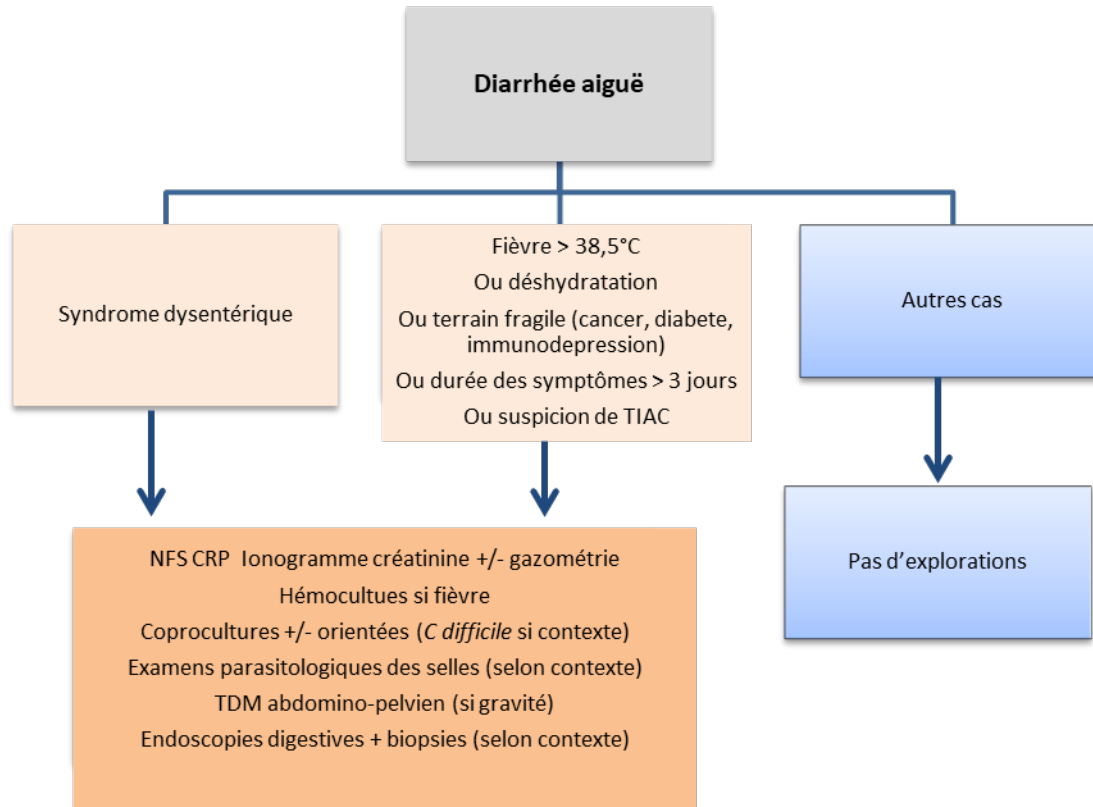 Diarrhée aiguë
Syndrome dysentérique
Fièvre > 38,5°C
Ou déshydratation
Ou terrain fragile (cancer, diabete,
immunodepression)
Ou durée des symptômes > 3 jours
Ou suspicion de TIAC
Autres cas
NFS CRP  Ionogramme créatinine +/- gazométrie
Hémocultues si fièvre
Coprocultures +/- orientées (C difficile si contexte)
Examens parasitologiques des selles (selon contexte)
TDM abdomino-pelvien (si gravité)
Endoscopies digestives + biopsies (selon contexte)
Pas d’explorations